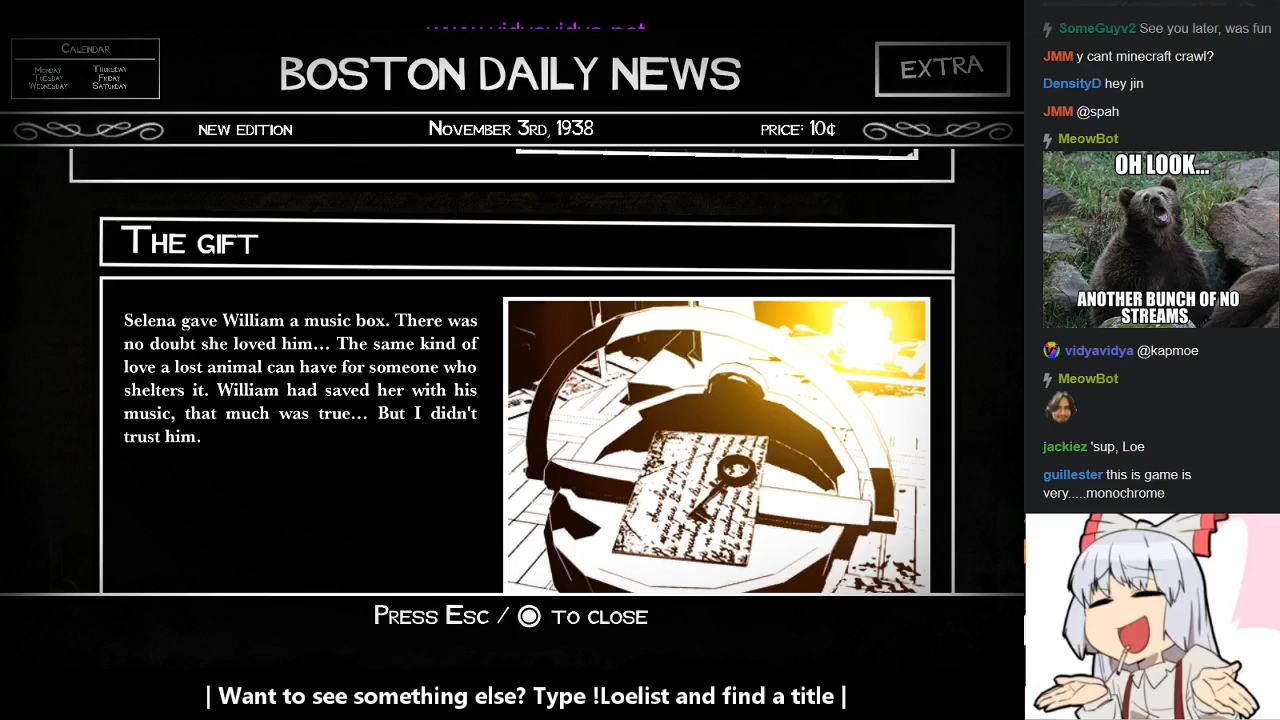 www.vidyavidya.net
CALENDAR
MONDAY
TUESDAY
WEDNESDAY
THURSDAY
FRIDAY
SATURDAY
BOSTON DAILY NEWS
EXTRA
NEW EDITION
NOVEMBER 3RD, 1938
PRICE: 10¢
THE GIFT
Selena gave William a music box. There was
no doubt she loved him... The same kind of
love a lost animal can have for someone who
shelters it. William had saved her with his
music, that much was true... But I didn't
trust him.
PRESS ESC / TO CLOSE
| Want to see something else? Type !Loelist and find a title |
SomeGuyv2 See you later, was fun
JMM y cant minecraft crawl?
DensityD hey jin
JMM @spah
MeowBot
OH LOOK...
ANOTHER BUNCH OF NO
STREAMS
vidyavidya @kapmoe
MeowBot
jackiez 'sup, Loe
guillester this is game is
very.....monochrome